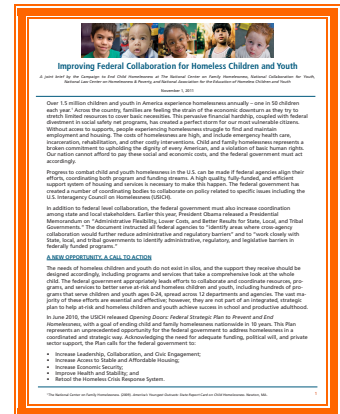 Improving Federal Collaboration for Homeless Children and Youth
A joint brief by the Campaign to End Child Homelessness at The National Center on Family Homelessness, National Collaboration for Youth,
National Law Center on Homelessness & Poverty, and National Association for the Education of Homeless Children and Youth
November 1, 2011
Over 1.5 million children and youth in America experience homelessness annually – one in 50 children
each year.¹ Across the country, families are feeling the strain of the economic downturn as they try to
stretch limited resources to cover basic necessities. This pervasive financial hardship, coupled with federal
divestment in social safety net programs, has created a perfect storm for our most vulnerable citizens.
Without access to supports, people experiencing homelessness struggle to find and maintain
employment and housing. The costs of homelessness are high, and include emergency health care,
incarceration, rehabilitation, and other costly interventions. Child and family homelessness represents a
broken commitment to upholding the dignity of every American, and a violation of basic human rights.
Our nation cannot afford to pay these social and economic costs, and the federal government must act
accordingly.
Progress to combat child and youth homelessness in the U.S. can be made if federal agencies align their
efforts, coordinating both program and funding streams. A high quality, fully-funded, and efficient
support system of housing and services is necessary to make this happen. The federal government has
created a number of coordinating bodies to collaborate on policy related to specific issues including the
U.S. Interagency Council on Homelessness (USICH).
In addition to federal level collaboration, the federal government must also increase coordination
among state and local stakeholders. Earlier this year, President Obama released a Presidential
Memorandum on "Administrative Flexibility, Lower Costs, and Better Results for State, Local, and Tribal
Governments." The document instructed all federal agencies to "identify areas where cross-agency
collaboration would further reduce administrative and regulatory barriers" and to "work closely with
State, local, and tribal governments to identify administrative, regulatory, and legislative barriers in
federally funded programs."
A NEW OPPORTUNITY, A CALL TO ACTION
The needs of homeless children and youth do not exist in silos, and the support they receive should be
designed accordingly, including programs and services that take a comprehensive look at the whole
child. The federal government appropriately leads efforts to collaborate and coordinate resources, pro-
grams, and services to better serve at-risk and homeless children and youth, including hundreds of pro-
grams that serve children and youth ages 0-24, spread across 12 departments and agencies. The vast ma-
jority of these efforts are essential and effective; however, they are not part of an integrated, strategic
plan to help at-risk and homeless children and youth achieve success in school and productive adulthood.
In June 2010, the USICH released Opening Doors: Federal Strategic Plan to Prevent and End
Homelessness, with a goal of ending child and family homelessness nationwide in 10 years. This Plan
represents an unprecedented opportunity for the federal government to address homelessness in a
coordinated and strategic way. Acknowledging the need for adequate funding, political will, and private
sector support, the Plan calls for the federal government to:
• Increase Leadership, Collaboration, and Civic Engagement;
• Increase Access to Stable and Affordable Housing;
• Increase Economic Security;
• Improve Health and Stability; and
• Retool the Homeless Crisis Response System.
¹The National Center on Family Homelessness. (2009). America's Youngest Outcasts: State Report Card on Child Homelessness. Newton, MA.
1